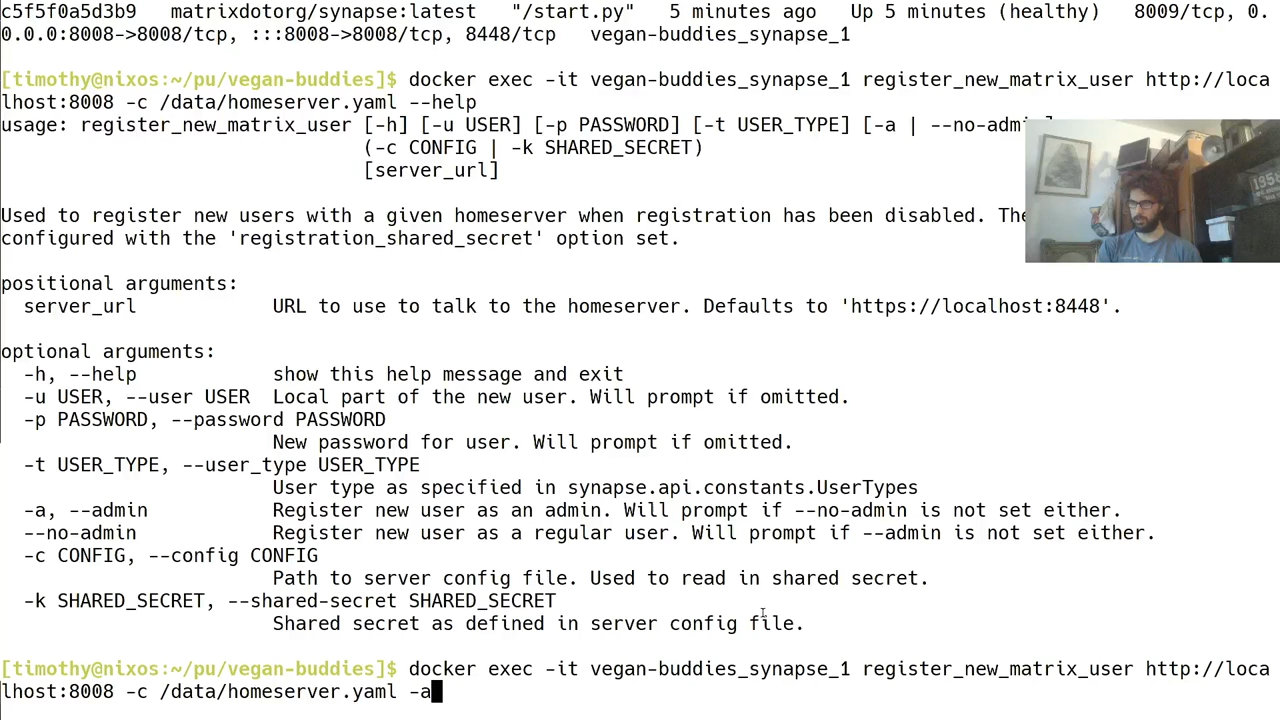 c5f5f0a5d3b9   matrixdotorg/synapse:latest   "/start.py"   5 minutes ago   Up 5 minutes (healthy)   8009/tcp, 0.
0.0.0:8008->8008/tcp, :::8008->8008/tcp, 8448/tcp   vegan-buddies_synapse_1
[timothy@nixos:~/pu/vegan-buddies]$ docker exec -it vegan-buddies_synapse_1 register_new_matrix_user http://loca
lhost:8008 -c /data/homeserver.yaml --help
usage: register_new_matrix_user [-h] [-u USER] [-p PASSWORD] [-t USER_TYPE] [-a | --no-admin]
(-c CONFIG | -k SHARED_SECRET)
[server_url]
Used to register new users with a given homeserver when registration has been disabled. The
configured with the 'registration_shared_secret' option set.
positional arguments:
server_url            URL to use to talk to the homeserver. Defaults to 'https://localhost:8448'.
optional arguments:
-h, --help            show this help message and exit
-u USER, --user USER  Local part of the new user. Will prompt if omitted.
-p PASSWORD, --password PASSWORD
New password for user. Will prompt if omitted.
-t USER_TYPE, --user_type USER_TYPE
User type as specified in synapse.api.constants.UserTypes
-a, --admin           Register new user as an admin. Will prompt if --no-admin is not set either.
--no-admin            Register new user as a regular user. Will prompt if --admin is not set either.
-c CONFIG, --config CONFIG
Path to server config file. Used to read in shared secret.
-k SHARED_SECRET, --shared-secret SHARED_SECRET
Shared secret as defined in server config file.
[timothy@nixos:~/pu/vegan-buddies]$ docker exec -it vegan-buddies_synapse_1 register_new_matrix_user http://loca
lhost:8008 -c /data/homeserver.yaml -a